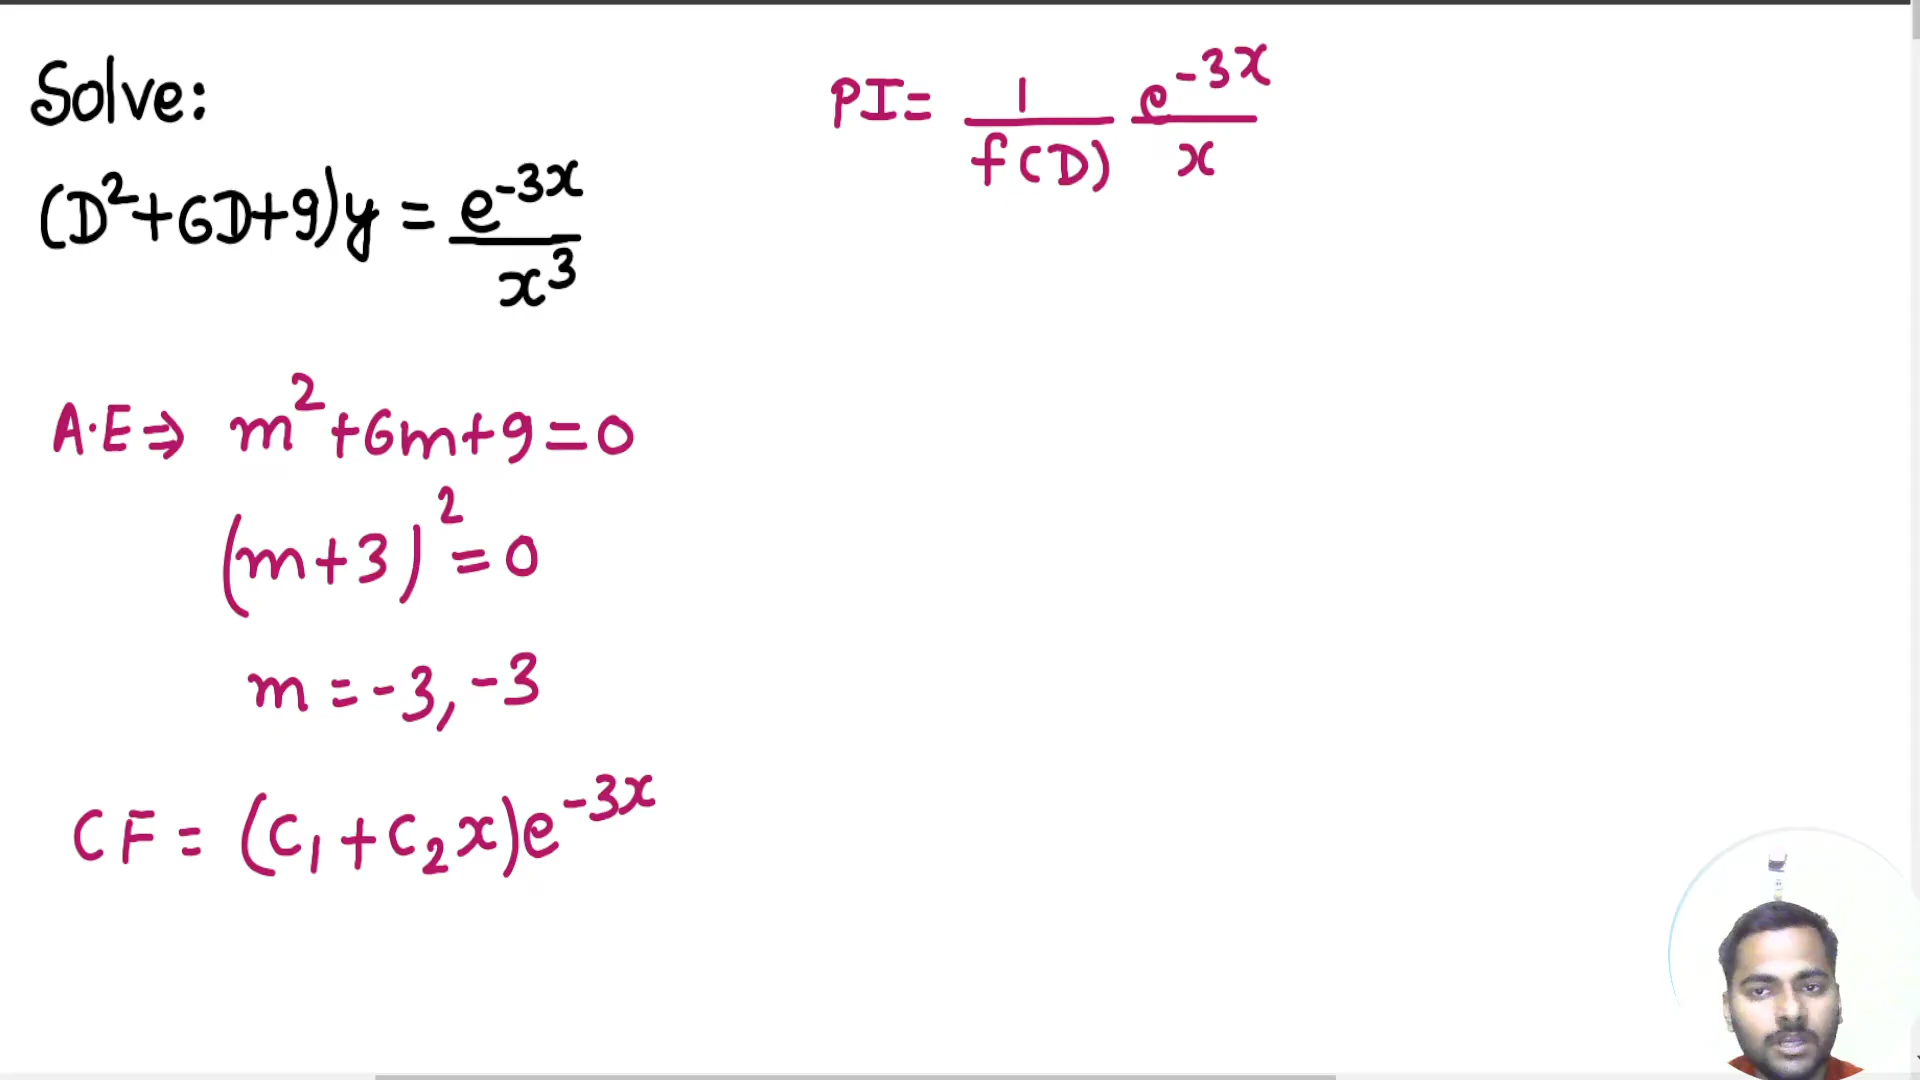 Solve:
(D²+6D+9)y = e^-3x / x³
A.E ⇒ m²+6m+9=0
(m+3)²=0
m = -3, -3
CF = (C₁+C₂x)e^-3x
PI = 1/f(D) e^-3x / x